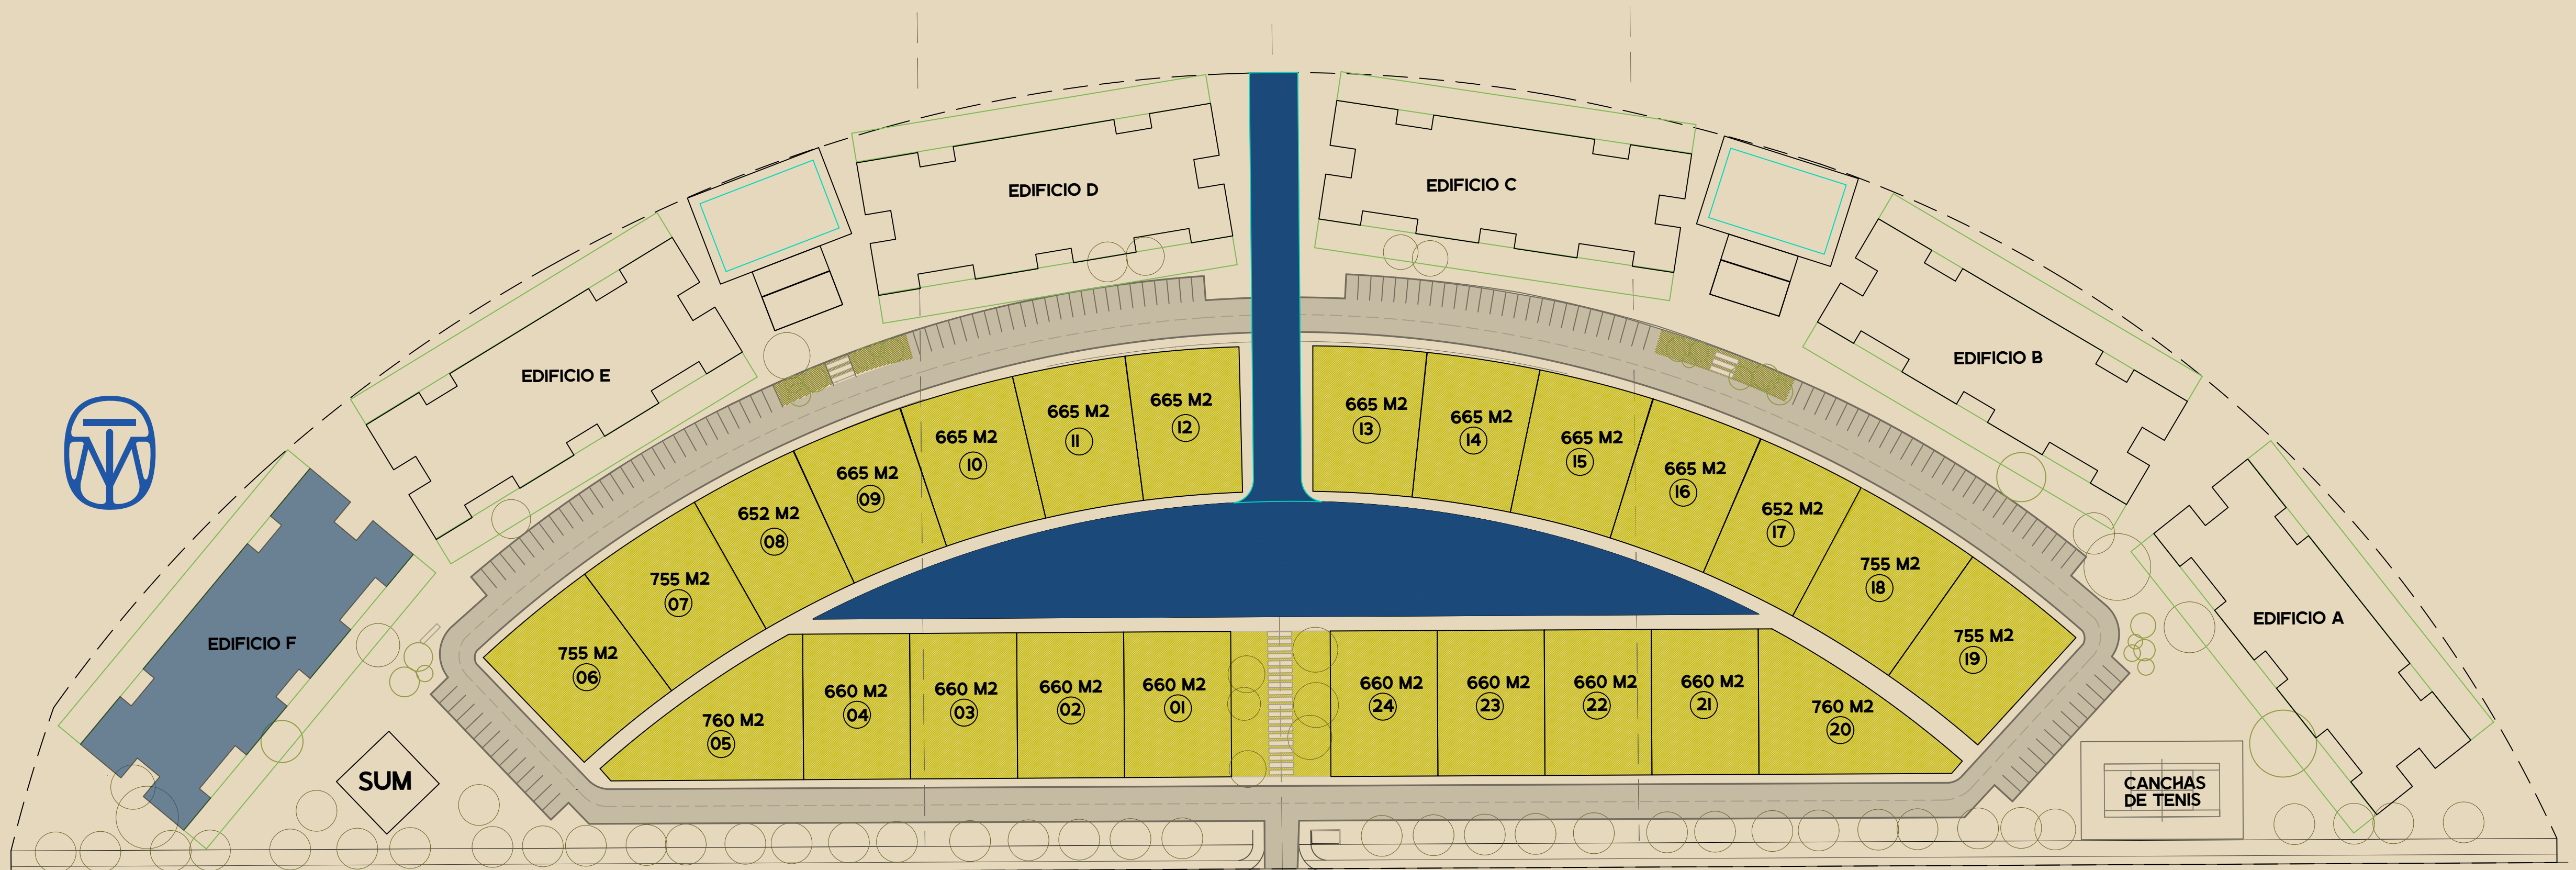 EDIFICIO D
EDIFICIO C
EDIFICIO E
EDIFICIO B
EDIFICIO F
EDIFICIO A
665 M2
12
665 M2
11
665 M2
10
665 M2
09
652 M2
08
755 M2
07
755 M2
06
665 M2
13
665 M2
14
665 M2
15
665 M2
16
652 M2
17
755 M2
18
755 M2
19
760 M2
05
660 M2
04
660 M2
03
660 M2
02
660 M2
01
660 M2
24
660 M2
23
660 M2
22
660 M2
21
760 M2
20
SUM
CANCHAS
DE TENIS